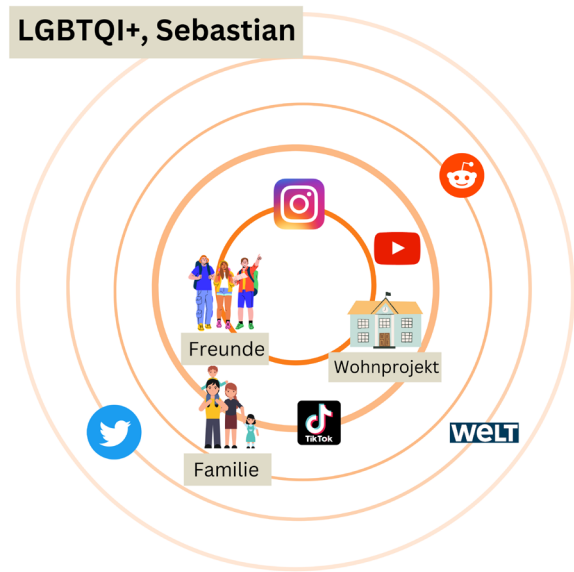 LGBTQI+, Sebastian
Freunde
Wohnprojekt
TikTok
WELT
Familie